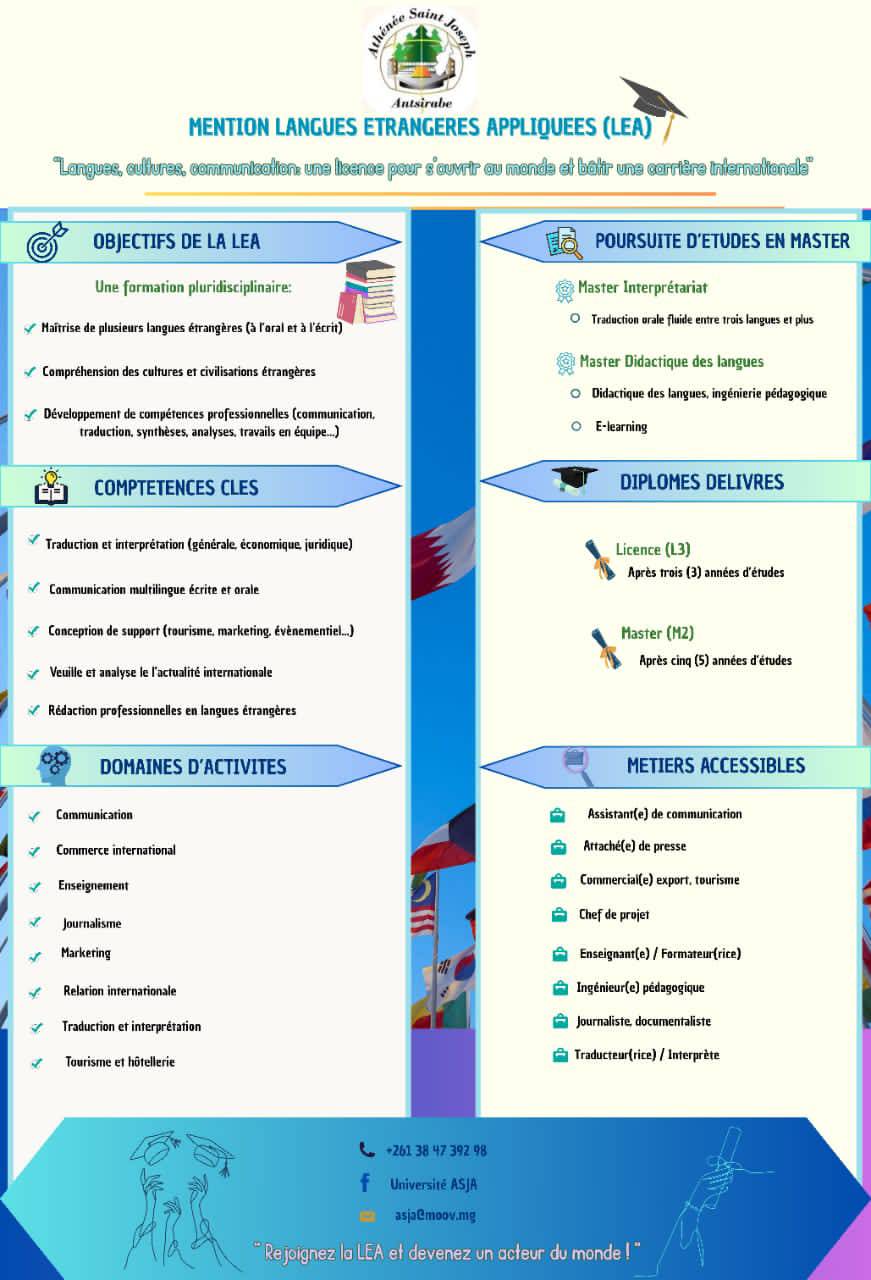 Athénée Saint Joseph
Antsirabe
MENTION LANGUES ETRANGERES APPLIQUEES (LEA)
"Langues, cultures, communication: une licence pour s'ouvrir au monde et bâtir une carrière internationale"
OBJECTIFS DE LA LEA
Une formation pluridisciplinaire:
Maîtrise de plusieurs langues étrangères (à l'oral et à l'écrit)
Compréhension des cultures et civilisations étrangères
Développement de compétences professionnelles (communication,
traduction, synthèses, analyses, travails en équipe...)
COMPTETENCES CLES
Traduction et interprétation (générale, économique, juridique)
Communication multilingue écrite et orale
Conception de support (tourisme, marketing, évènementiel...)
Veuille et analyse le l'actualité internationale
Rédaction professionnelles en langues étrangères
DOMAINES D'ACTIVITES
Communication
Commerce international
Enseignement
Journalisme
Marketing
Relation internationale
Traduction et interprétation
Tourisme et hôtellerie
POURSUITE D'ETUDES EN MASTER
Master Interprétariat
Traduction orale fluide entre trois langues et plus
Master Didactique des langues
Didactique des langues, ingénierie pédagogique
E-learning
DIPLOMES DELIVRES
Licence (L3)
Après trois (3) années d'études
Master (M2)
Après cinq (5) années d'études
METIERS ACCESSIBLES
Assistant(e) de communication
Attaché(e) de presse
Commercial(e) export, tourisme
Chef de projet
Enseignant(e) / Formateur(rice)
Ingénieur(e) pédagogique
Journaliste, documentaliste
Traducteur(rice) / Interprète
+261 38 47 392 98
Université ASJA
asja@moov.mg
" Rejoignez la LEA et devenez un acteur du monde ! "